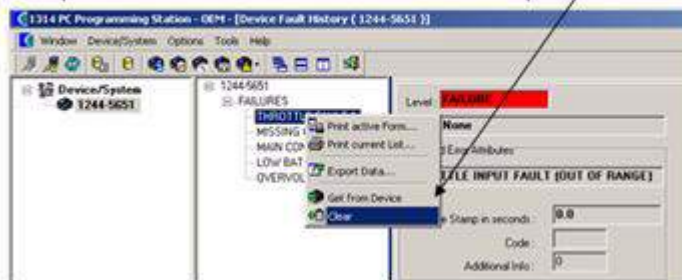 1314 PC Programming Station - OEM - [Device Fault History ( 1244-5651 )]
Window Device/System Options Tools Help
Device/System
1244-5651
1244-5651
FAILURES
THROTTL
MISSING
MAIN CON
LOW BAT
OVERVOL
Print active Form...
Print current List...
Export Data...
Get from Device
Clear
Level FAILURE
None
d Error Attributes
TLE INPUT FAULT (OUT OF RANGE)
e Stamp in seconds : 0.0
Code :
Additional Info : 0